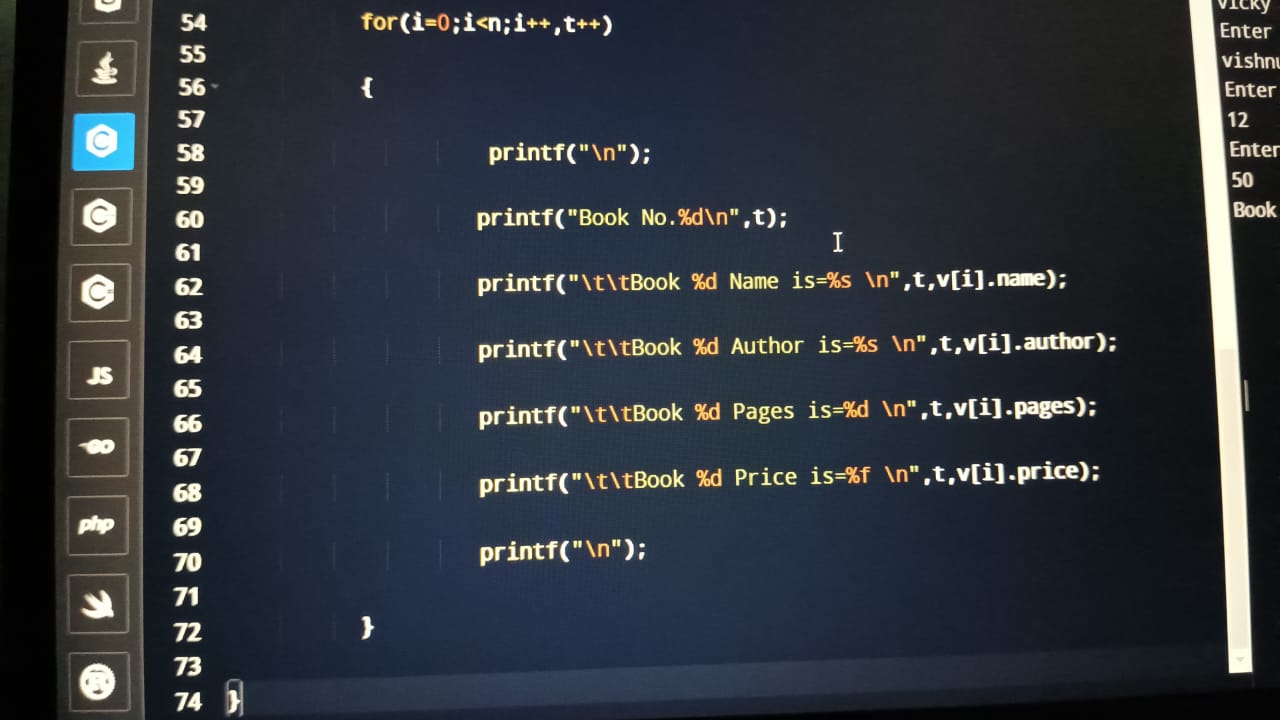 54 for(i=0;i<n;i++,t++)
55
56 {
57
58 printf("\n");
59
60 printf("Book No.%d\n",t);
61
62 printf("\t\tBook %d Name is=%s \n",t,v[i].name);
63
64 printf("\t\tBook %d Author is=%s \n",t,v[i].author);
65
66 printf("\t\tBook %d Pages is=%d \n",t,v[i].pages);
67
68 printf("\t\tBook %d Price is=%f \n",t,v[i].price);
69
70 printf("\n");
71
72 }
73
74 }
C
C
C
JS
GO
php
vicky
Enter
vishnu
Enter
12
Enter
50
Book